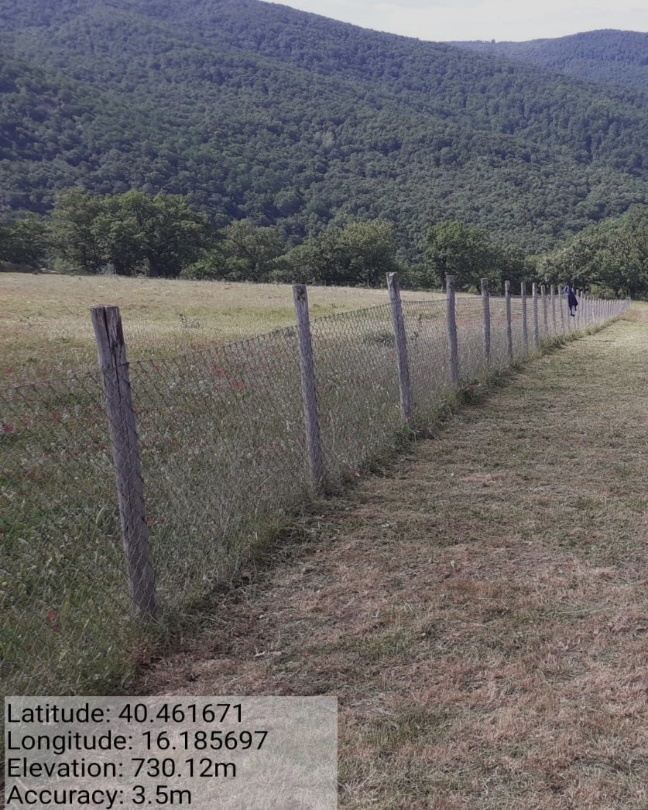 Latitude: 40.461671
Longitude: 16.185697
Elevation: 730.12m
Accuracy: 3.5m